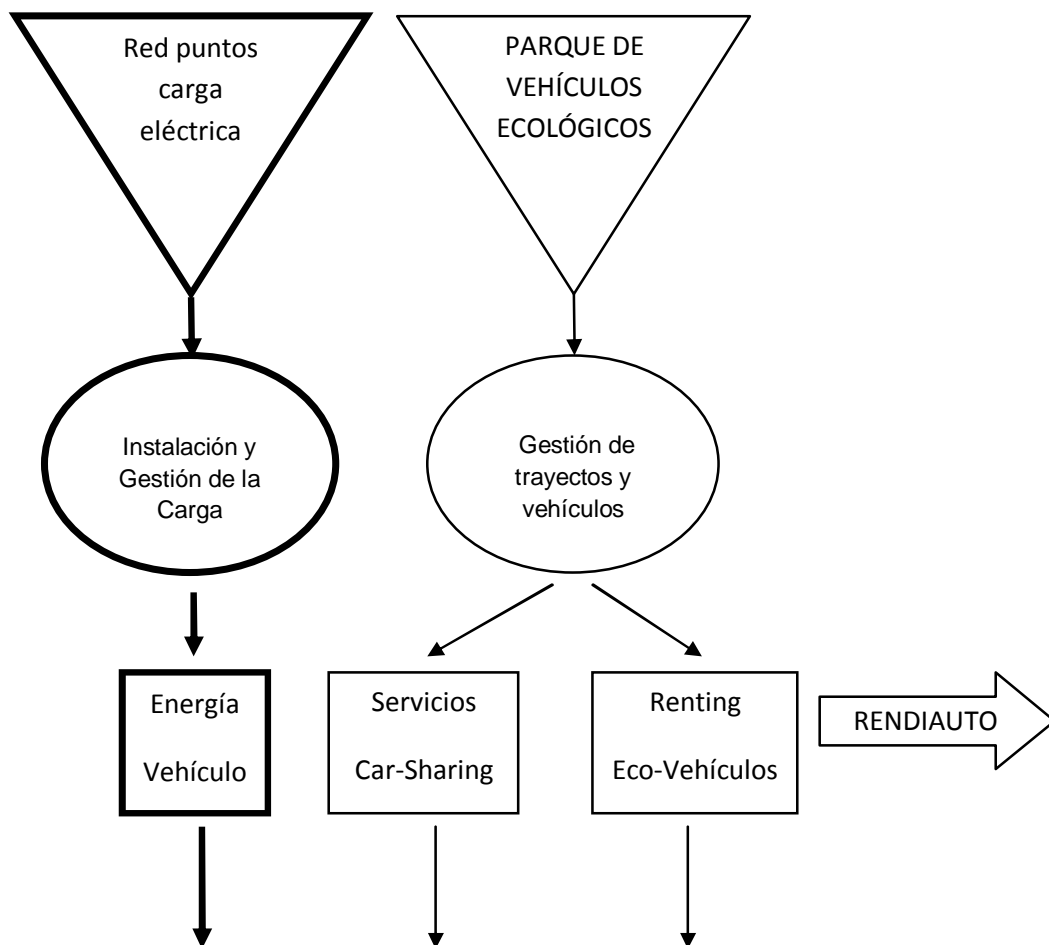 Red puntos
carga
eléctrica
PARQUE DE
VEHÍCULOS
ECOLÓGICOS
Instalación y
Gestión de la
Carga
Gestión de
trayectos y
vehículos
Energía
Vehículo
Servicios
Car-Sharing
Renting
Eco-Vehículos
RENDIAUTO